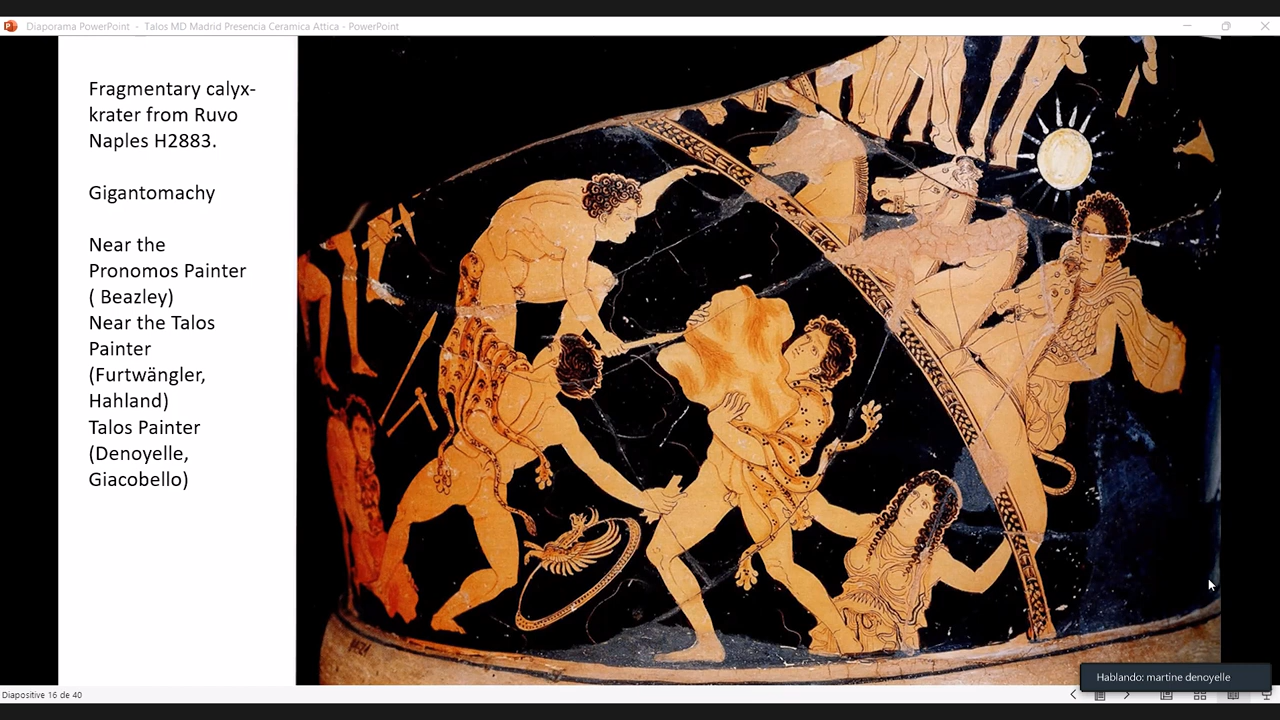 Diaporama PowerPoint - Talos MD Madrid Presencia Ceramica Attica - PowerPoint
Fragmentary calyx-
krater from Ruvo
Naples H2883.
Gigantomachy
Near the
Pronomos Painter
( Beazley)
Near the Talos
Painter
(Furtwängler,
Hahland)
Talos Painter
(Denoyelle,
Giacobello)
Hablando: martine denoyelle
Diapositive 16 de 40